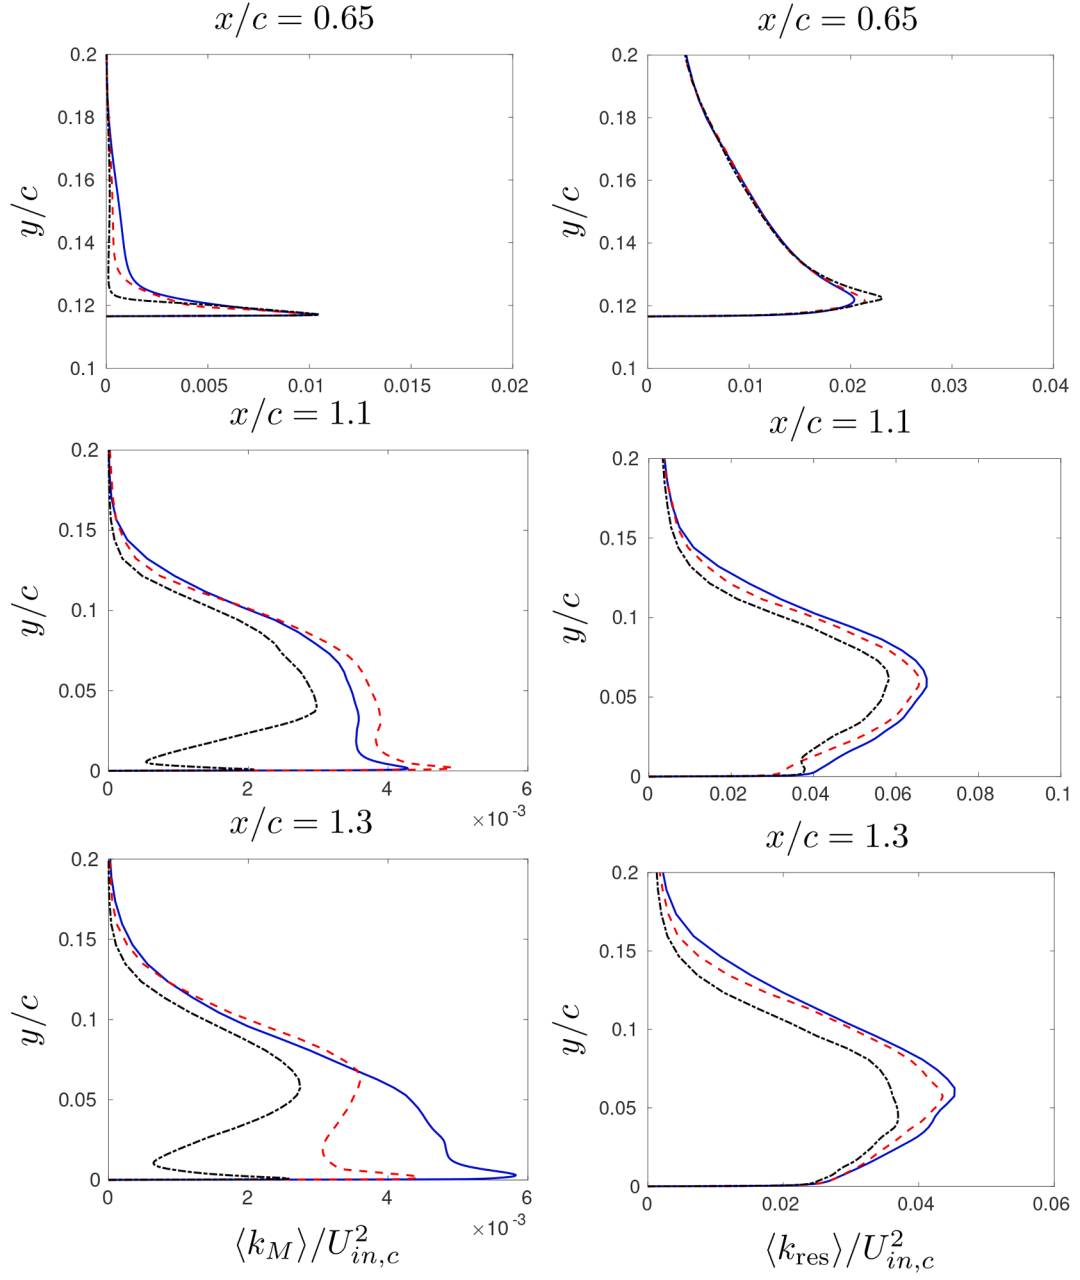 x/c = 0.65
x/c = 0.65
0.2
0.18
0.16
0.14
0.12
0.1
y/c
0 0.005 0.01 0.015 0.02
0.2
0.18
0.16
0.14
0.12
0.1
y/c
0 0.01 0.02 0.03 0.04
x/c = 1.1
x/c = 1.1
0.2
0.15
0.1
0.05
0
y/c
0 2 4 6
×10⁻³
0.2
0.15
0.1
0.05
0
y/c
0 0.02 0.04 0.06 0.08 0.1
x/c = 1.3
x/c = 1.3
0.2
0.15
0.1
0.05
0
y/c
0 2 4 6
×10⁻³
⟨k_M⟩/U²_{in,c}
0.2
0.15
0.1
0.05
0
y/c
0 0.02 0.04 0.06
⟨k_res⟩/U²_{in,c}